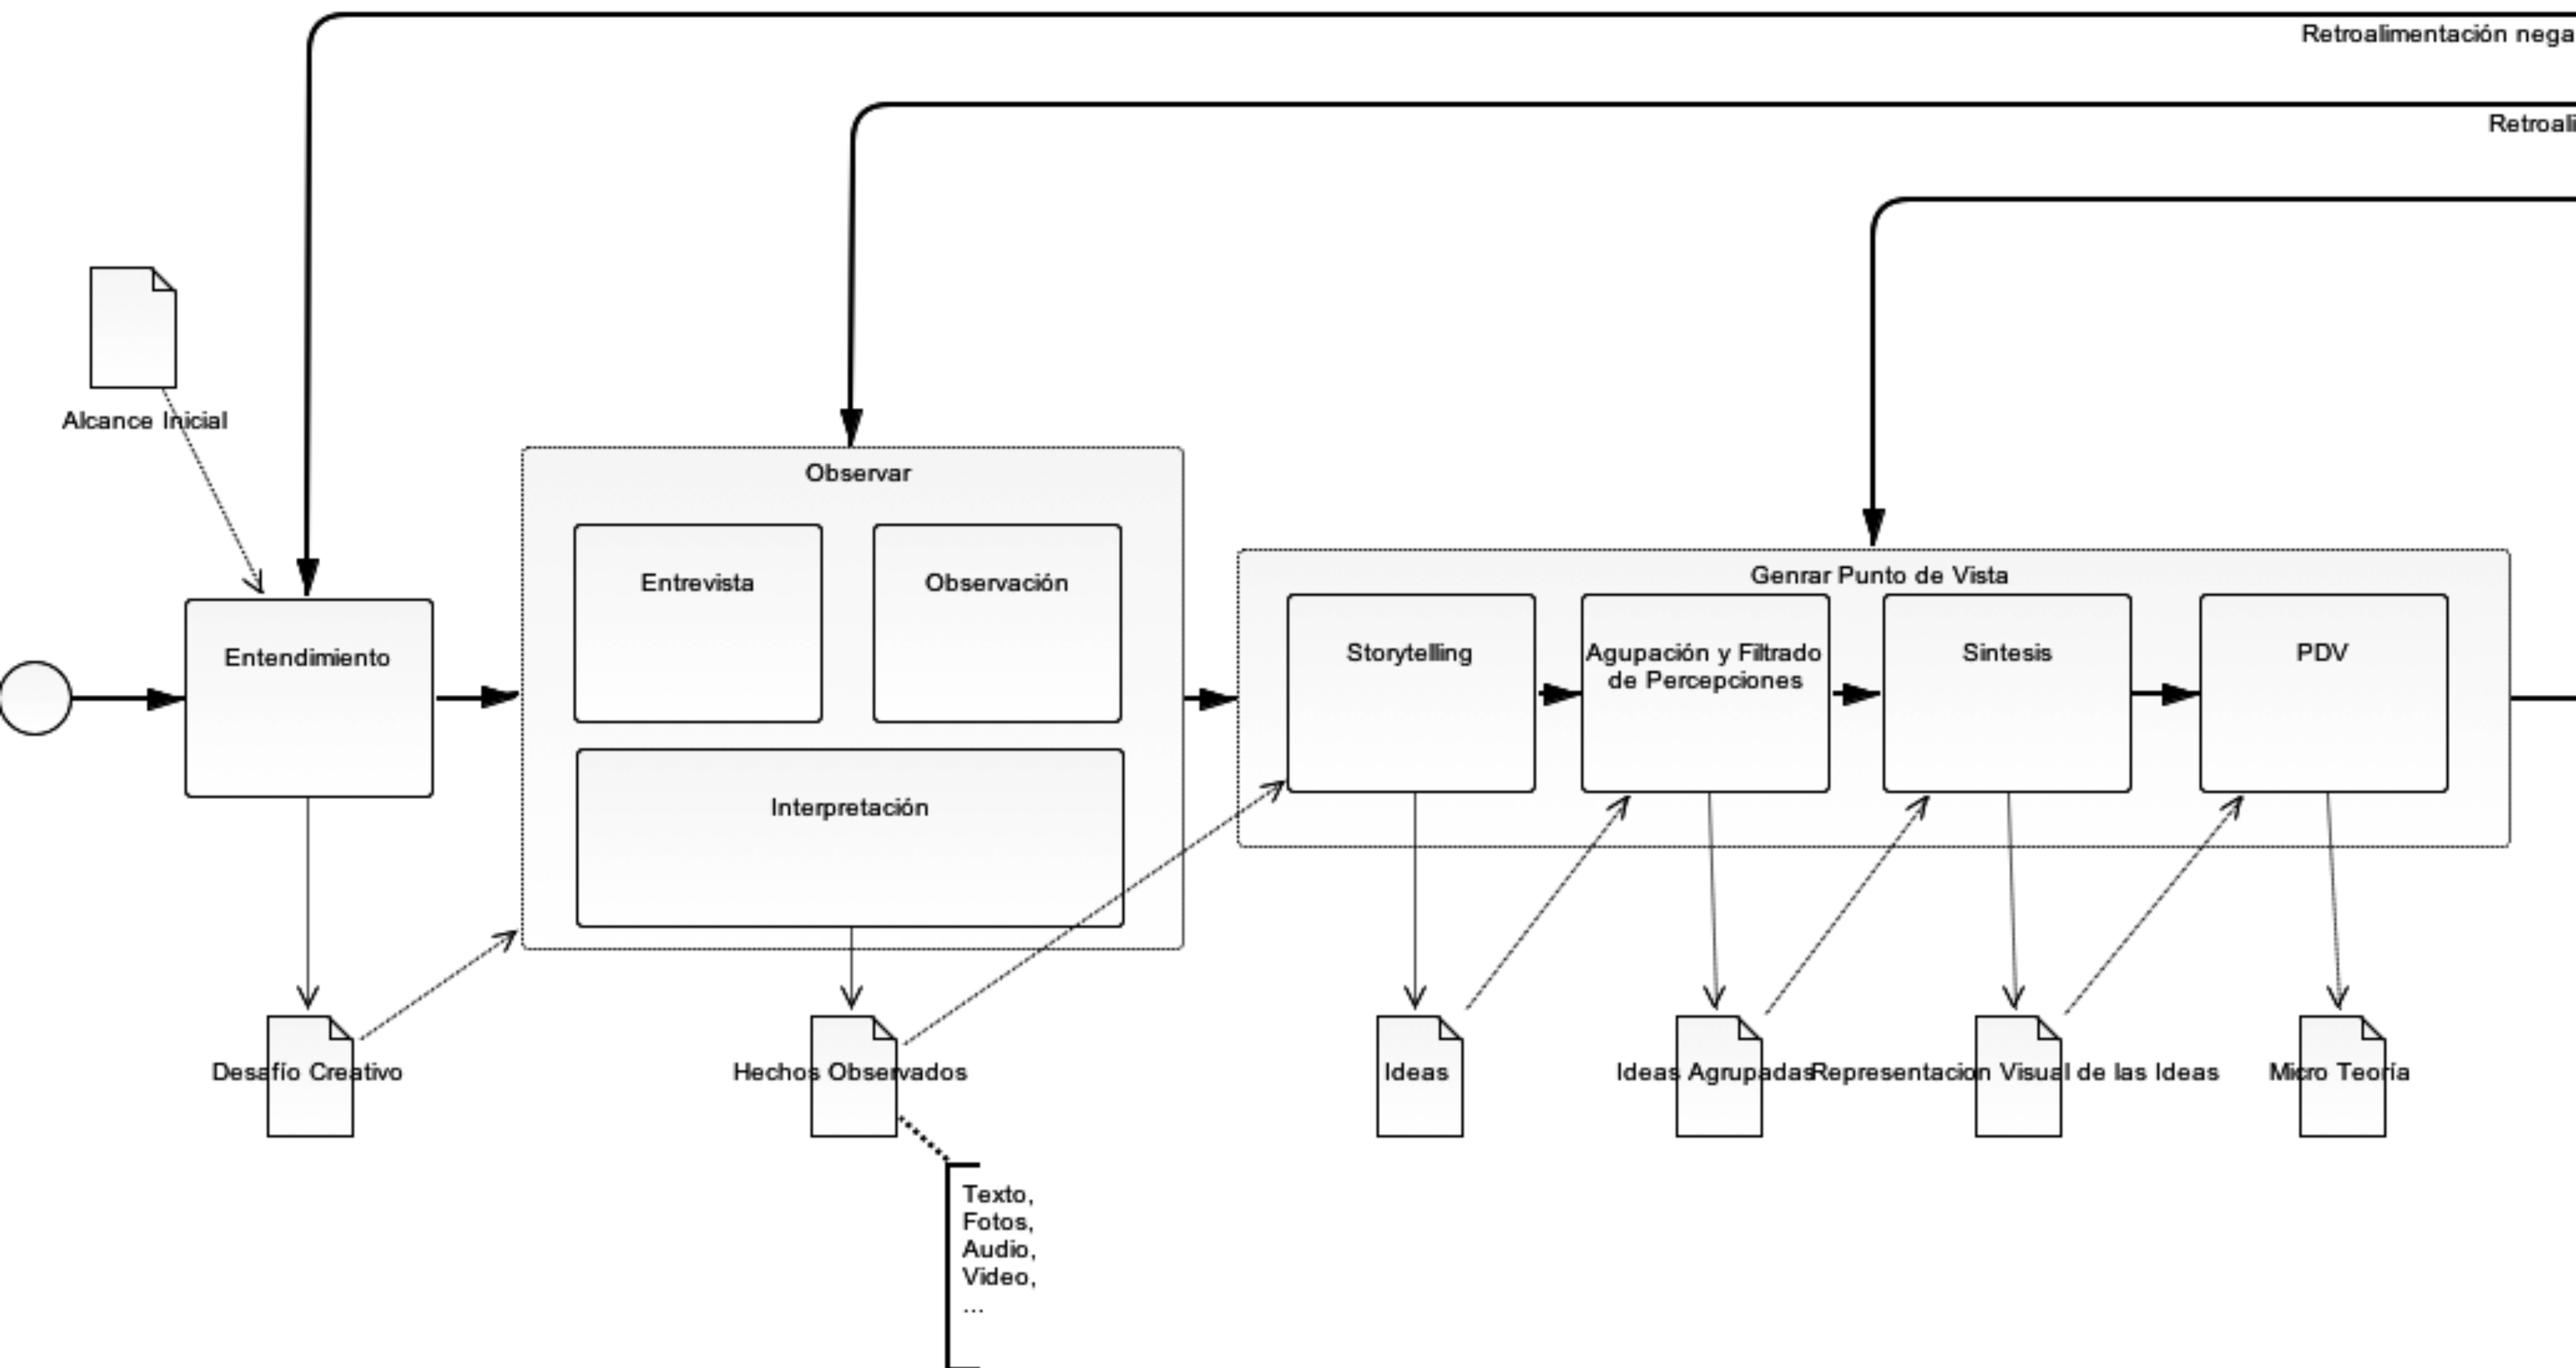 Retroalimentación nega
Retroali
Alcance Inicial
Observar
Entrevista
Observación
Genrar Punto de Vista
Entendimiento
Storytelling
Agupación y Filtrado
de Percepciones
Sintesis
PDV
Interpretación
Desafío Creativo
Hechos Observados
Ideas
Ideas Agrupadas
Representacion Visual de las Ideas
Micro Teoría
Texto,
Fotos,
Audio,
Video,
...